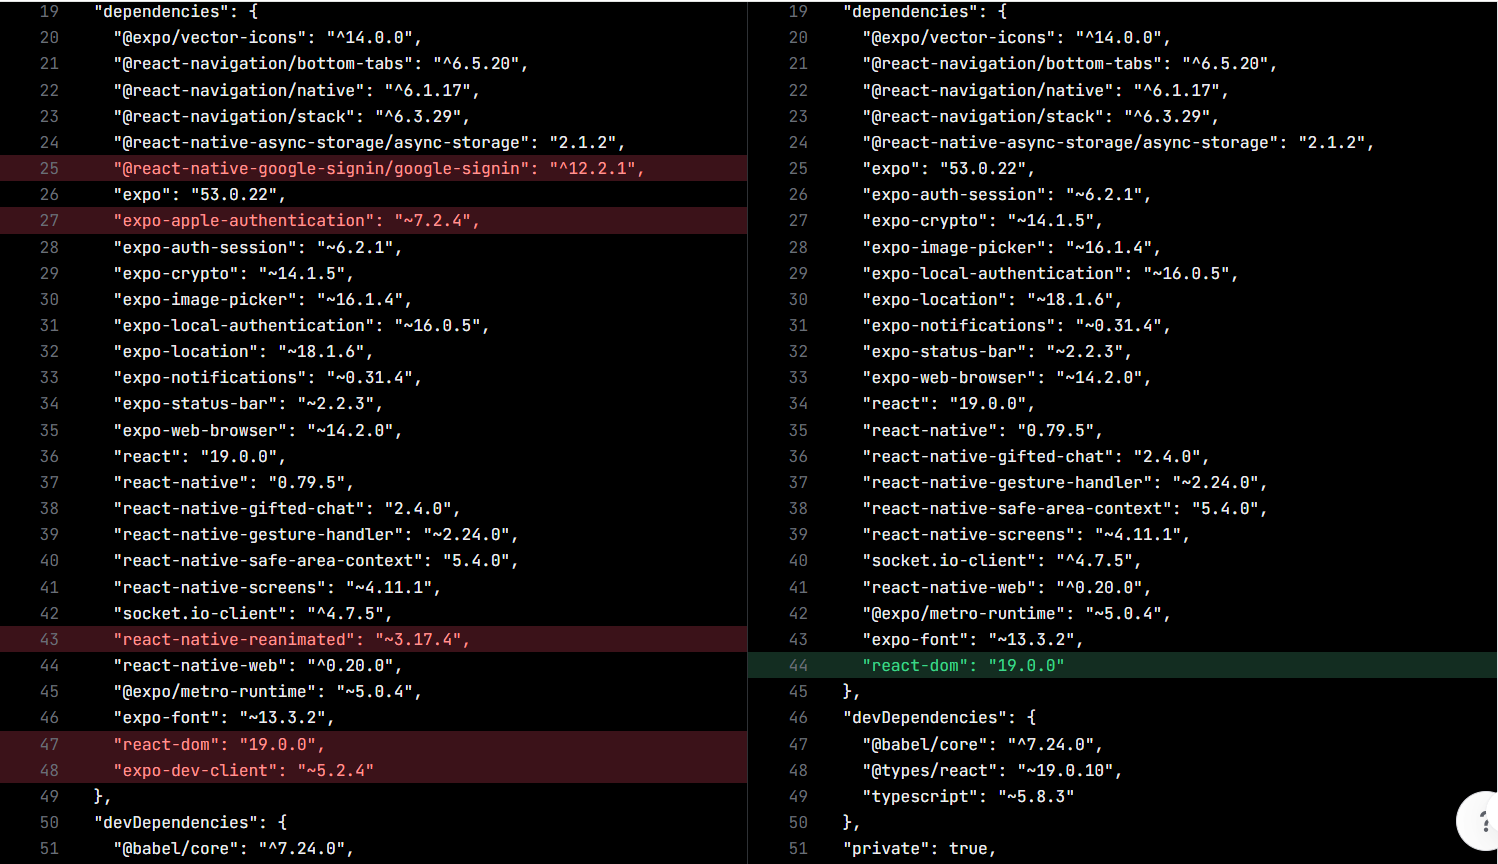 19 "dependencies": {
20 "@expo/vector-icons": "^14.0.0",
21 "@react-navigation/bottom-tabs": "^6.5.20",
22 "@react-navigation/native": "^6.1.17",
23 "@react-navigation/stack": "^6.3.29",
24 "@react-native-async-storage/async-storage": "2.1.2",
25 "@react-native-google-signin/google-signin": "^12.2.1",
26 "expo": "53.0.22",
27 "expo-apple-authentication": "~7.2.4",
28 "expo-auth-session": "~6.2.1",
29 "expo-crypto": "~14.1.5",
30 "expo-image-picker": "~16.1.4",
31 "expo-local-authentication": "~16.0.5",
32 "expo-location": "~18.1.6",
33 "expo-notifications": "~0.31.4",
34 "expo-status-bar": "~2.2.3",
35 "expo-web-browser": "~14.2.0",
36 "react": "19.0.0",
37 "react-native": "0.79.5",
38 "react-native-gifted-chat": "2.4.0",
39 "react-native-gesture-handler": "~2.24.0",
40 "react-native-safe-area-context": "5.4.0",
41 "react-native-screens": "~4.11.1",
42 "socket.io-client": "^4.7.5",
43 "react-native-reanimated": "~3.17.4",
44 "react-native-web": "^0.20.0",
45 "@expo/metro-runtime": "~5.0.4",
46 "expo-font": "~13.3.2",
47 "react-dom": "19.0.0",
48 "expo-dev-client": "~5.2.4"
49 },
50 "devDependencies": {
51 "@babel/core": "^7.24.0",
19 "dependencies": {
20 "@expo/vector-icons": "^14.0.0",
21 "@react-navigation/bottom-tabs": "^6.5.20",
22 "@react-navigation/native": "^6.1.17",
23 "@react-navigation/stack": "^6.3.29",
24 "@react-native-async-storage/async-storage": "2.1.2",
25 "expo": "53.0.22",
26 "expo-auth-session": "~6.2.1",
27 "expo-crypto": "~14.1.5",
28 "expo-image-picker": "~16.1.4",
29 "expo-local-authentication": "~16.0.5",
30 "expo-location": "~18.1.6",
31 "expo-notifications": "~0.31.4",
32 "expo-status-bar": "~2.2.3",
33 "expo-web-browser": "~14.2.0",
34 "react": "19.0.0",
35 "react-native": "0.79.5",
36 "react-native-gifted-chat": "2.4.0",
37 "react-native-gesture-handler": "~2.24.0",
38 "react-native-safe-area-context": "5.4.0",
39 "react-native-screens": "~4.11.1",
40 "socket.io-client": "^4.7.5",
41 "react-native-web": "^0.20.0",
42 "@expo/metro-runtime": "~5.0.4",
43 "expo-font": "~13.3.2",
44 "react-dom": "19.0.0"
45 },
46 "devDependencies": {
47 "@babel/core": "^7.24.0",
48 "@types/react": "~19.0.10",
49 "typescript": "~5.8.3"
50 },
51 "private": true,
?